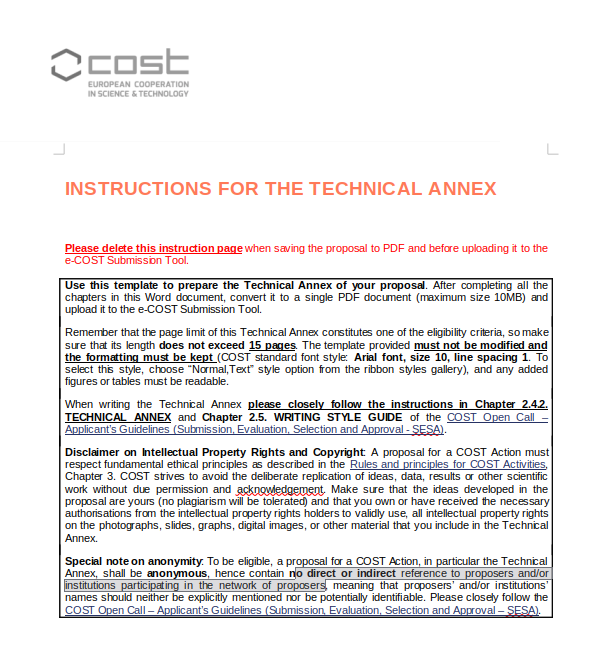 cost
EUROPEAN COOPERATION
IN SCIENCE & TECHNOLOGY
INSTRUCTIONS FOR THE TECHNICAL ANNEX
Please delete this instruction page when saving the proposal to PDF and before uploading it to the
e-COST Submission Tool.
Use this template to prepare the Technical Annex of your proposal. After completing all the
chapters in this Word document, convert it to a single PDF document (maximum size 10MB) and
upload it to the e-COST Submission Tool.
Remember that the page limit of this Technical Annex constitutes one of the eligibility criteria, so make
sure that its length does not exceed 15 pages. The template provided must not be modified and
the formatting must be kept (COST standard font style: Arial font, size 10, line spacing 1. To
select this style, choose “Normal,Text” style option from the ribbon styles gallery), and any added
figures or tables must be readable.
When writing the Technical Annex please closely follow the instructions in Chapter 2.4.2.
TECHNICAL ANNEX and Chapter 2.5. WRITING STYLE GUIDE of the COST Open Call –
Applicant’s Guidelines (Submission, Evaluation, Selection and Approval - SESA).
Disclaimer on Intellectual Property Rights and Copyright: A proposal for a COST Action must
respect fundamental ethical principles as described in the Rules and principles for COST Activities,
Chapter 3. COST strives to avoid the deliberate replication of ideas, data, results or other scientific
work without due permission and acknowledgement. Make sure that the ideas developed in the
proposal are yours (no plagiarism will be tolerated) and that you own or have received the necessary
authorisations from the intellectual property rights holders to validly use, all intellectual property rights
on the photographs, slides, graphs, digital images, or other material that you include in the Technical
Annex.
Special note on anonymity: To be eligible, a proposal for a COST Action, in particular the Technical
Annex, shall be anonymous, hence contain no direct or indirect reference to proposers and/or
institutions participating in the network of proposers, meaning that proposers’ and/or institutions’
names should neither be explicitly mentioned nor be potentially identifiable. Please closely follow the
COST Open Call – Applicant’s Guidelines (Submission, Evaluation, Selection and Approval – SESA).